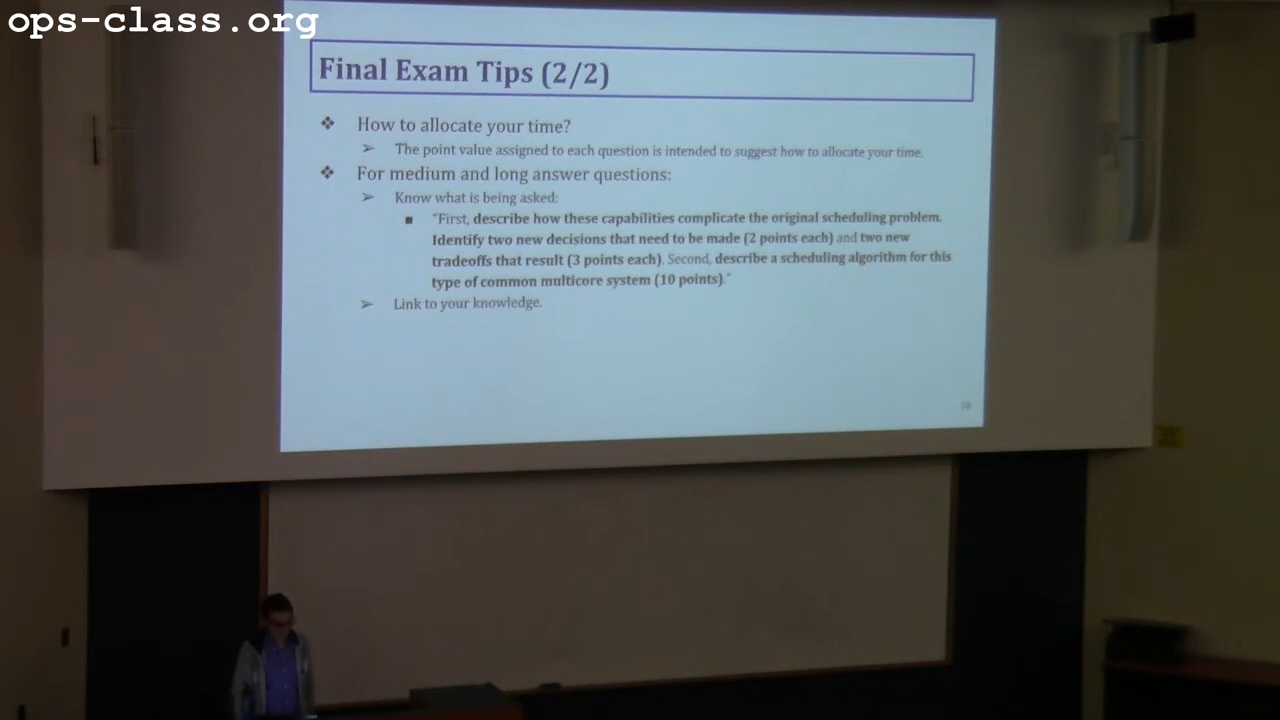 ops-class.org
Final Exam Tips (2/2)
❖ How to allocate your time?
➢ The point value assigned to each question is intended to suggest how to allocate your time.
❖ For medium and long answer questions:
➢ Know what is being asked:
▪ "First, describe how these capabilities complicate the original scheduling problem.
Identify two new decisions that need to be made (2 points each) and two new
tradeoffs that result (3 points each). Second, describe a scheduling algorithm for this
type of common multicore system (10 points)."
➢ Link to your knowledge.